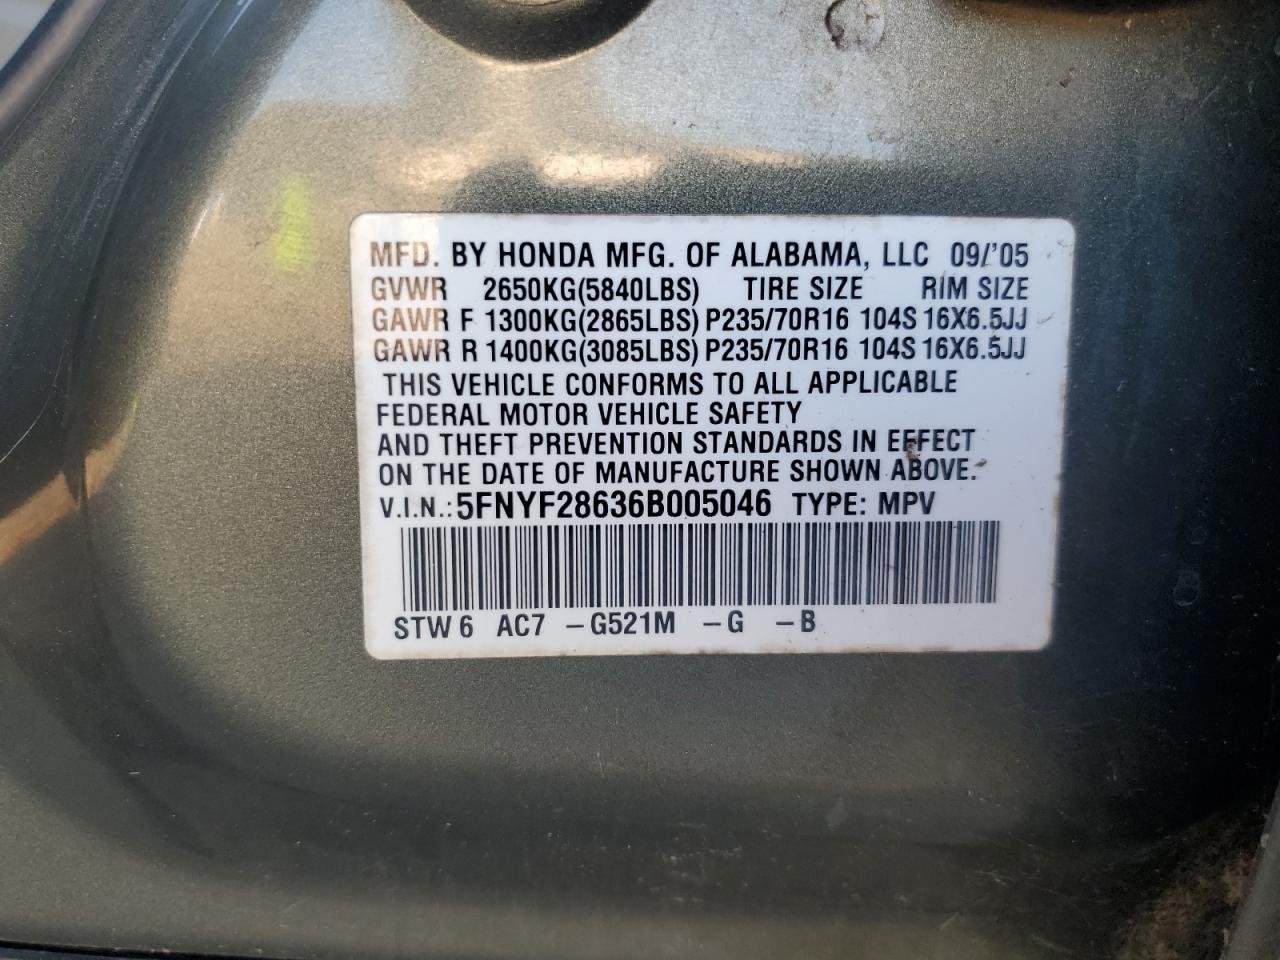 MFD. BY HONDA MFG. OF ALABAMA, LLC 09/'05
GVWR 2650KG(5840LBS) TIRE SIZE RIM SIZE
GAWR F 1300KG(2865LBS) P235/70R16 104S 16X6.5JJ
GAWR R 1400KG(3085LBS) P235/70R16 104S 16X6.5JJ
THIS VEHICLE CONFORMS TO ALL APPLICABLE
FEDERAL MOTOR VEHICLE SAFETY
AND THEFT PREVENTION STANDARDS IN EFFECT
ON THE DATE OF MANUFACTURE SHOWN ABOVE.
V.I.N.: 5FNYF28636B005046 TYPE: MPV
STW 6 AC7 -G521M -G -B